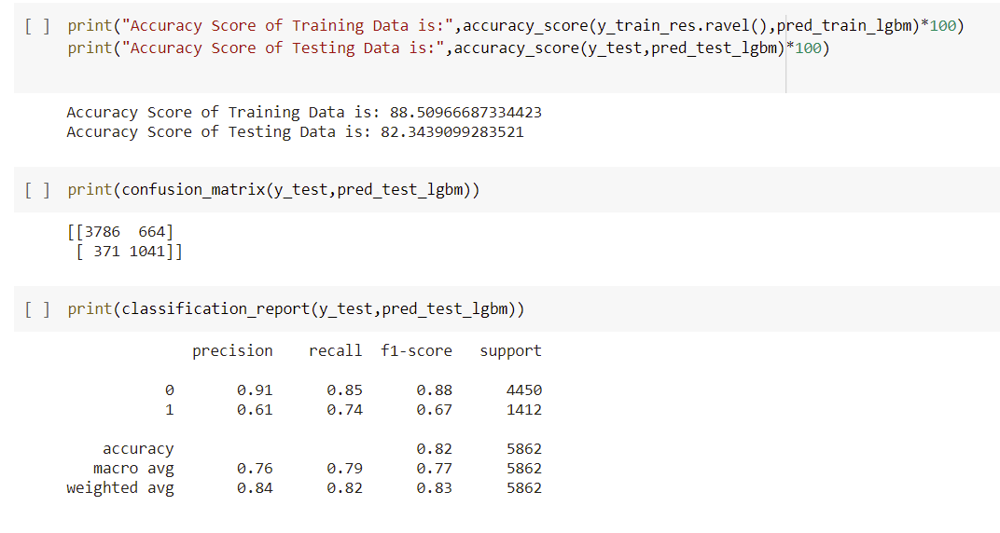 [ ] print("Accuracy Score of Training Data is:",accuracy_score(y_train_res.ravel(),pred_train_lgbm)*100)
print("Accuracy Score of Testing Data is:",accuracy_score(y_test,pred_test_lgbm)*100)
Accuracy Score of Training Data is: 88.50966687334423
Accuracy Score of Testing Data is: 82.3439099283521
[ ] print(confusion_matrix(y_test,pred_test_lgbm))
[[3786  664]
 [ 371 1041]]
[ ] print(classification_report(y_test,pred_test_lgbm))
precision recall f1-score support
0 0.91 0.85 0.88 4450
1 0.61 0.74 0.67 1412
accuracy 0.82 5862
macro avg 0.76 0.79 0.77 5862
weighted avg 0.84 0.82 0.83 5862